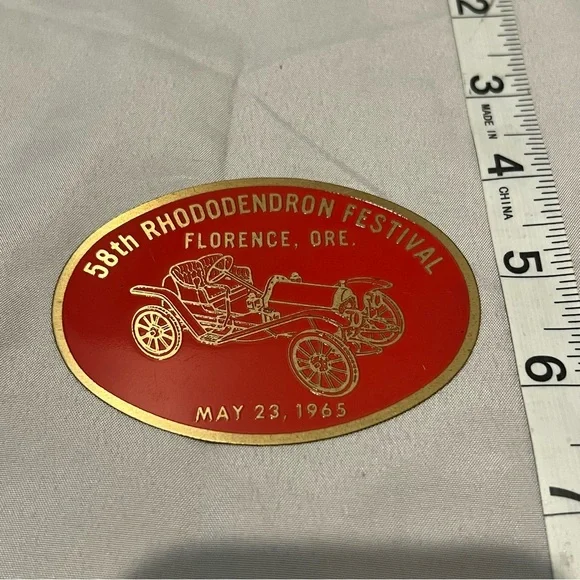 58th RHODODENDRON FESTIVAL
FLORENCE, ORE.
MAY 23, 1965
2
3
MADE IN
4
CHINA
5
6
7